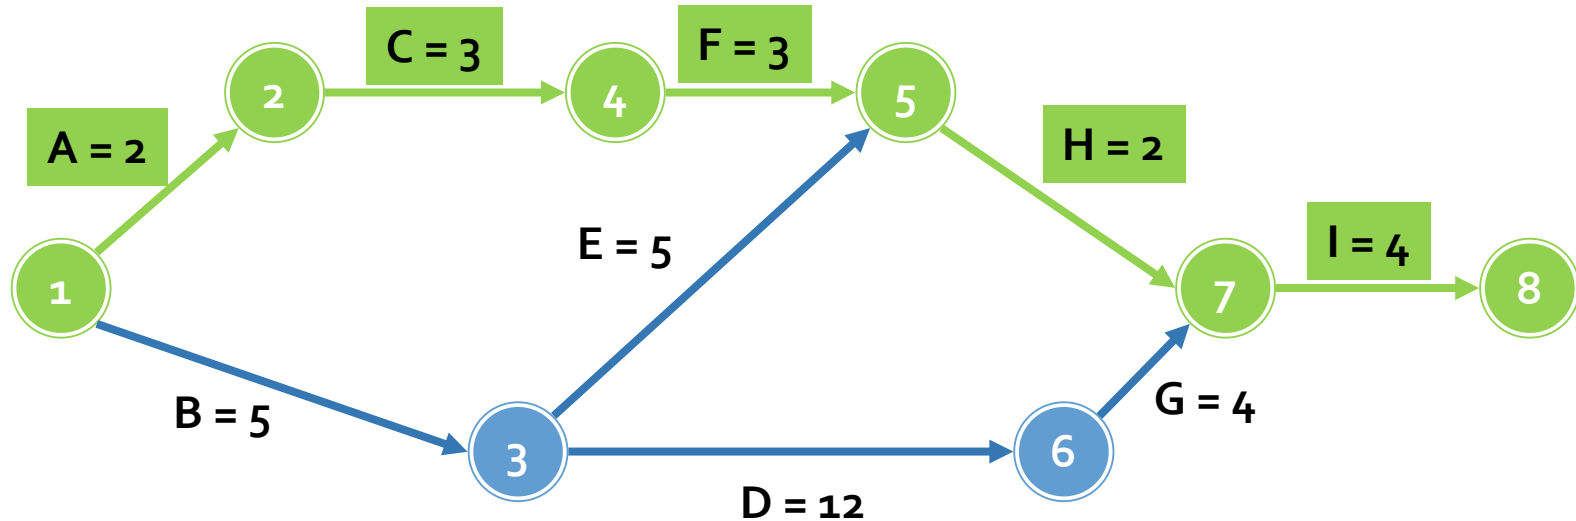 C = 3
F = 3
2
4
5
A = 2
H = 2
E = 5
I = 4
1
7
8
B = 5
G = 4
3
6
D = 12